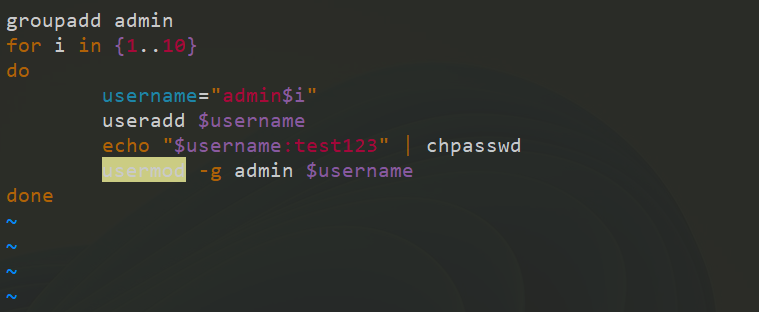 groupadd admin
for i in {1..10}
do
        username="admin$i"
        useradd $username
        echo "$username:test123" | chpasswd
        usermod -g admin $username
done
~
~
~
~